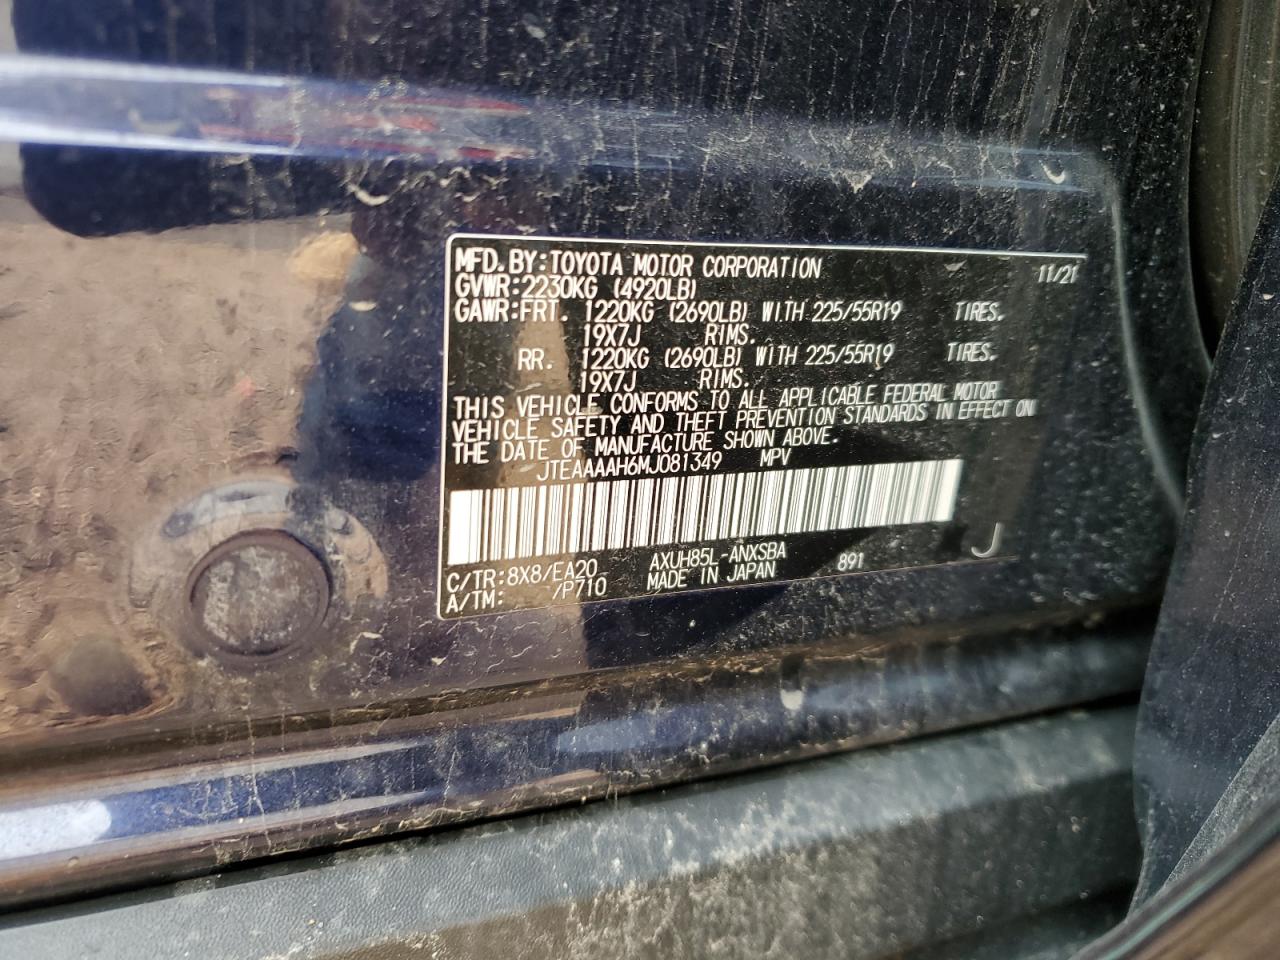 MFD. BY: TOYOTA MOTOR CORPORATION 11/21
GVWR: 2230KG (4920LB)
GAWR: FRT. 1220KG (2690LB) WITH 225/55R19 TIRES.
19X7J RIMS.
RR. 1220KG (2690LB) WITH 225/55R19 TIRES.
19X7J RIMS.
THIS VEHICLE CONFORMS TO ALL APPLICABLE FEDERAL MOTOR
VEHICLE SAFETY AND THEFT PREVENTION STANDARDS IN EFFECT ON
THE DATE OF MANUFACTURE SHOWN ABOVE.
JTEAAAAH6MJ081349 MPV
C/TR: 8X8/EA20 AXUH85L-ANXSBA 891 J
A/TM: /P710 MADE IN JAPAN